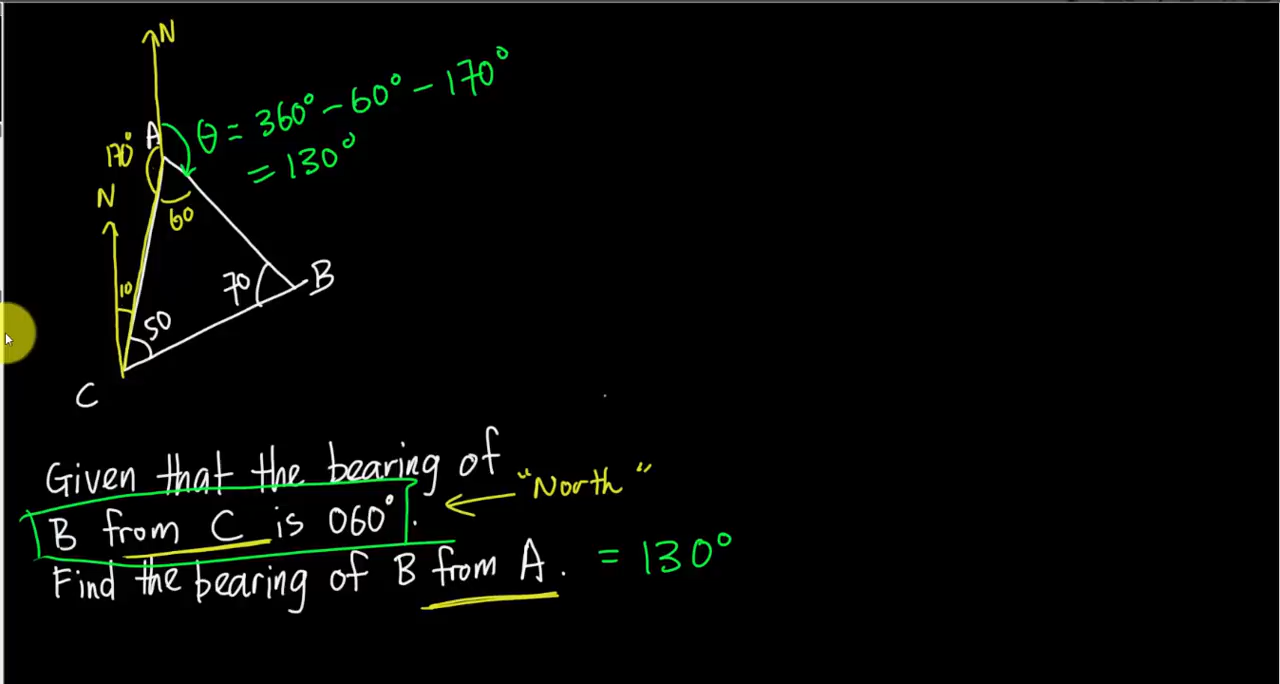 N
θ = 360° - 60° - 170°
A
= 130°
170°
N
60
10
70
B
50
C
Given that the bearing of
"North"
B from C is 060°.
Find the bearing of B from A. = 130°